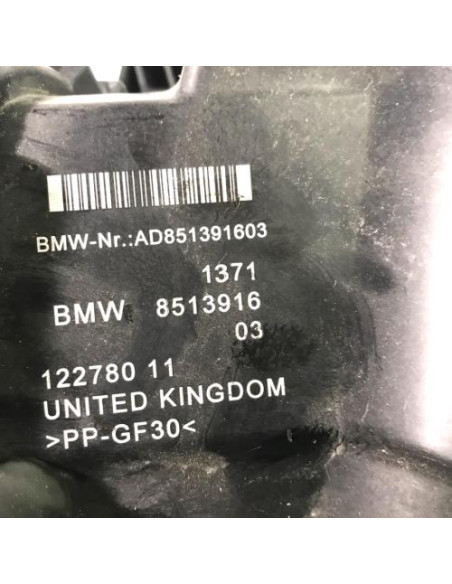 BMW-Nr.:AD851391603
1371
BMW 8513916
03
122780 11
UNITED KINGDOM
>PP-GF30<